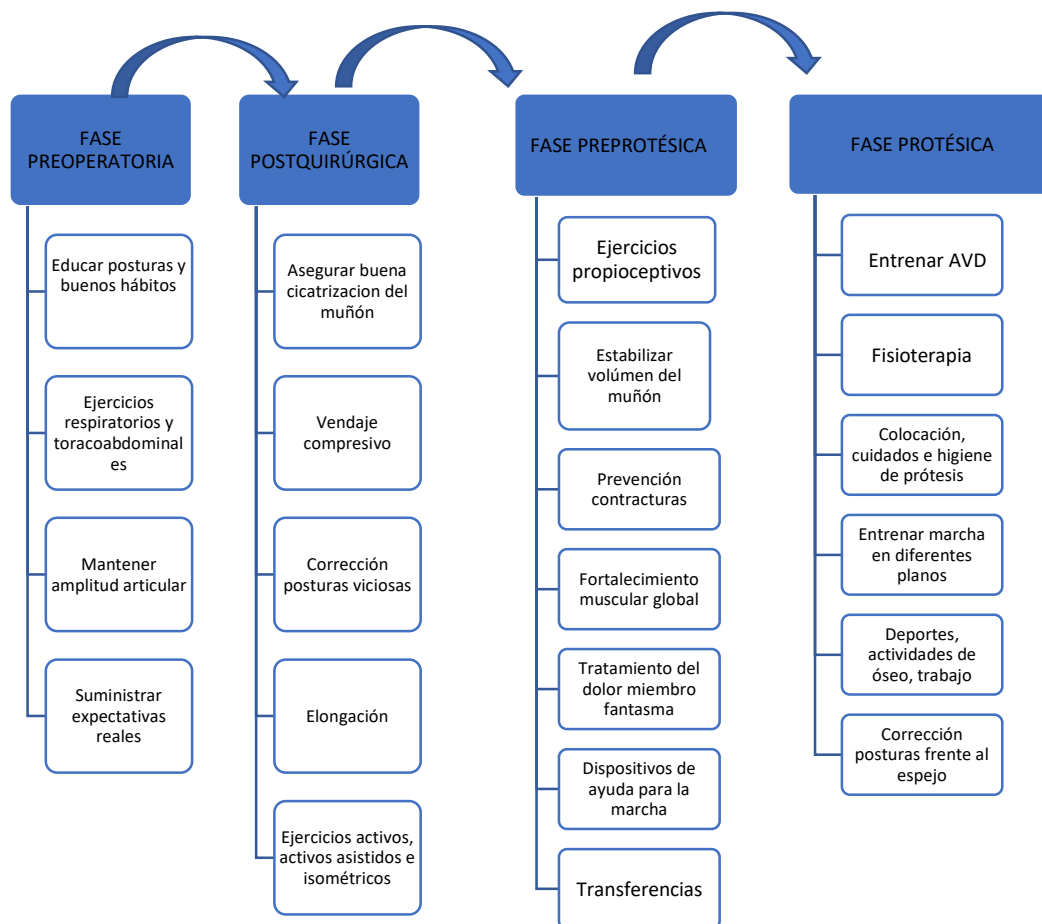 FASE
PREOPERATORIA
Educar posturas y
buenos hábitos
Ejercicios
respiratorios y
toracoabdominal
es
Mantener
amplitud articular
Suministrar
expectativas
reales
FASE
POSTQUIRÚRGICA
Asegurar buena
cicatrizacion del
muñón
Vendaje
compresivo
Corrección
posturas viciosas
Elongación
Ejercicios activos,
activos asistidos e
isométricos
FASE PREPROTÉSICA
Ejercicios
propioceptivos
Estabilizar
volúmen del
muñón
Prevención
contracturas
Fortalecimiento
muscular global
Tratamiento del
dolor miembro
fantasma
Dispositivos de
ayuda para la
marcha
Transferencias
FASE PROTÉSICA
Entrenar AVD
Fisioterapia
Colocación,
cuidados e higiene
de prótesis
Entrenar marcha
en diferentes
planos
Deportes,
actividades de
óseo, trabajo
Corrección
posturas frente al
espejo